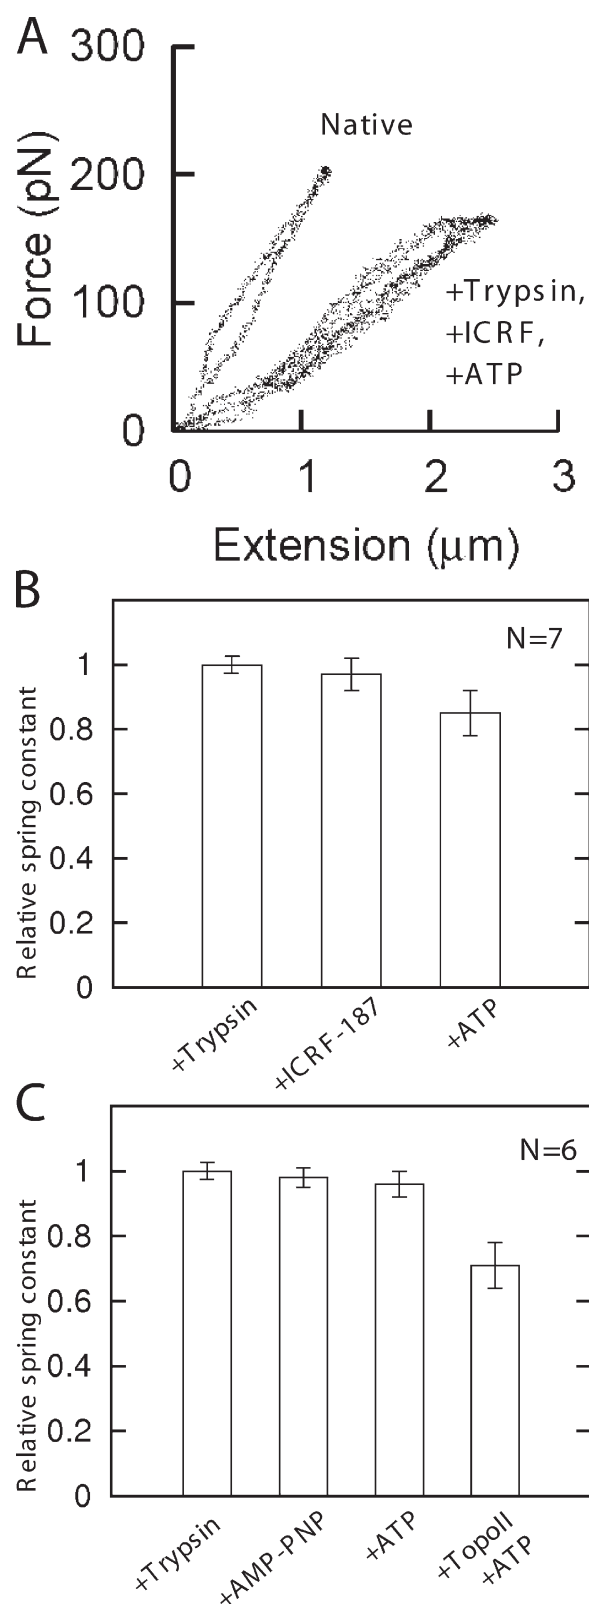 A
300
200
100
0
Force (pN)
Native
+Trypsin,
+ICRF,
+ATP
0 1 2 3
Extension (μm)
B
N=7
1
0.8
0.6
0.4
0.2
0
Relative spring constant
+Trypsin
+ICRF-187
+ATP
C
N=6
1
0.8
0.6
0.4
0.2
0
Relative spring constant
+Trypsin
+AMP-PNP
+ATP
+TopoII
+ATP